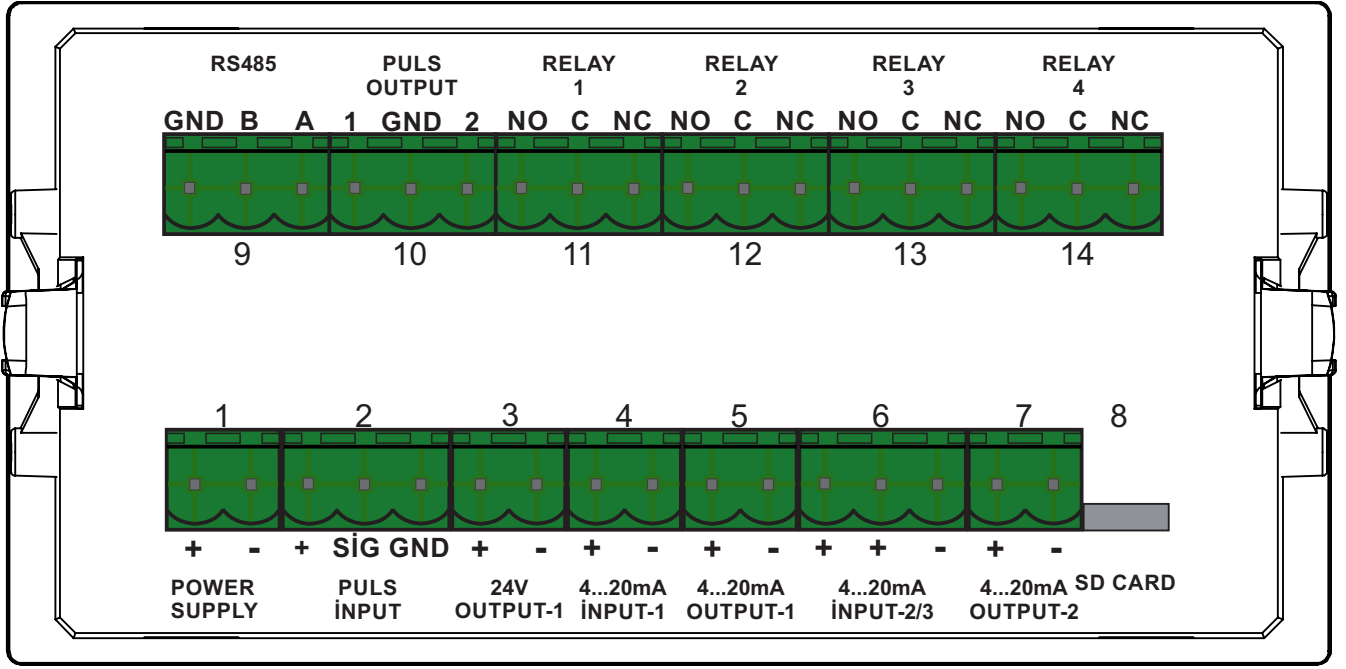 RS485 PULS RELAY RELAY RELAY RELAY
OUTPUT 1 2 3 4
GND B A 1 GND 2 NO C NC NO C NC NO C NC NO C NC
9 10 11 12 13 14
1 2 3 4 5 6 7 8
+ - + SİG GND + - + - + - + + - + -
POWER PULS 24V 4...20mA 4...20mA 4...20mA 4...20mA SD CARD
SUPPLY İNPUT OUTPUT-1 İNPUT-1 OUTPUT-1 İNPUT-2/3 OUTPUT-2